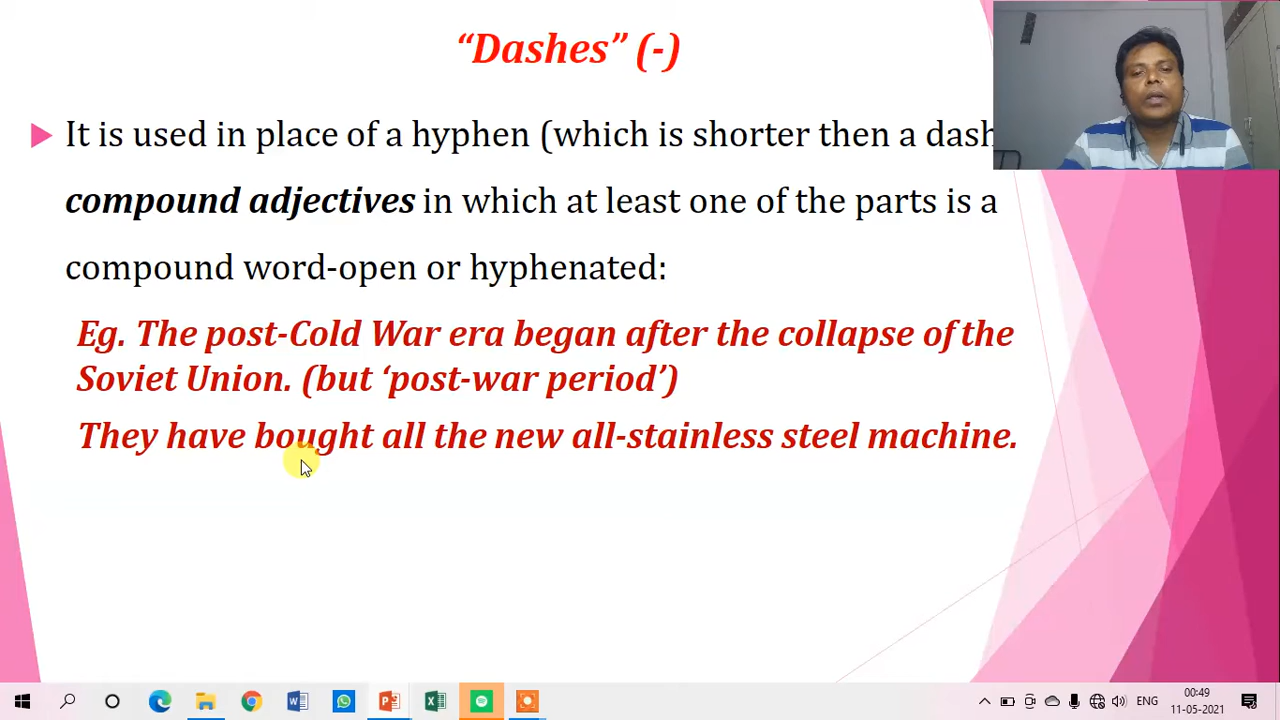 “Dashes” (-)
It is used in place of a hyphen (which is shorter then a dash
compound adjectives in which at least one of the parts is a
compound word-open or hyphenated:
Eg. The post-Cold War era began after the collapse of the
Soviet Union. (but ‘post-war period’)
They have bought all the new all-stainless steel machine.
ENG
00:49
11-05-2021